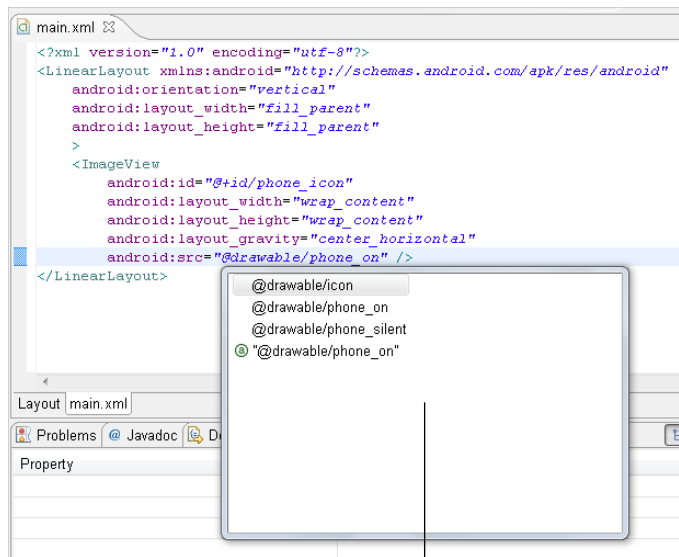 main.xml
<?xml version="1.0" encoding="utf-8"?>
<LinearLayout xmlns:android="http://schemas.android.com/apk/res/android"
    android:orientation="vertical"
    android:layout_width="fill_parent"
    android:layout_height="fill_parent"
    >
    <ImageView
        android:id="@+id/phone_icon"
        android:layout_width="wrap_content"
        android:layout_height="wrap_content"
        android:layout_gravity="center_horizontal"
        android:src="@drawable/phone_on" />
</LinearLayout>
@drawable/icon
@drawable/phone_on
@drawable/phone_silent
"@drawable/phone_on"
Layout main.xml
Problems @ Javadoc
Property